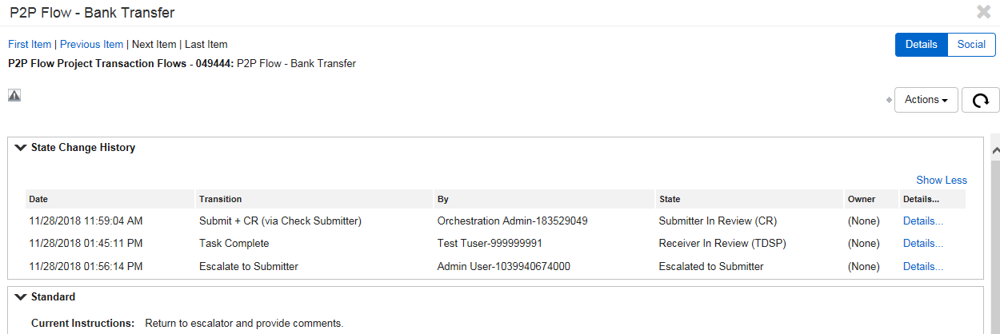 P2P Flow - Bank Transfer
First Item | Previous Item | Next Item | Last Item
Details Social
P2P Flow Project Transaction Flows - 049444: P2P Flow - Bank Transfer
Actions
State Change History
Show Less
Date Transition By State Owner Details...
11/28/2018 11:59:04 AM Submit + CR (via Check Submitter) Orchestration Admin-183529049 Submitter In Review (CR) (None) Details...
11/28/2018 01:45:11 PM Task Complete Test Tuser-999999991 Receiver In Review (TDSP) (None) Details...
11/28/2018 01:56:14 PM Escalate to Submitter Admin User-1039940674000 Escalated to Submitter (None) Details...
Standard
Current Instructions: Return to escalator and provide comments.